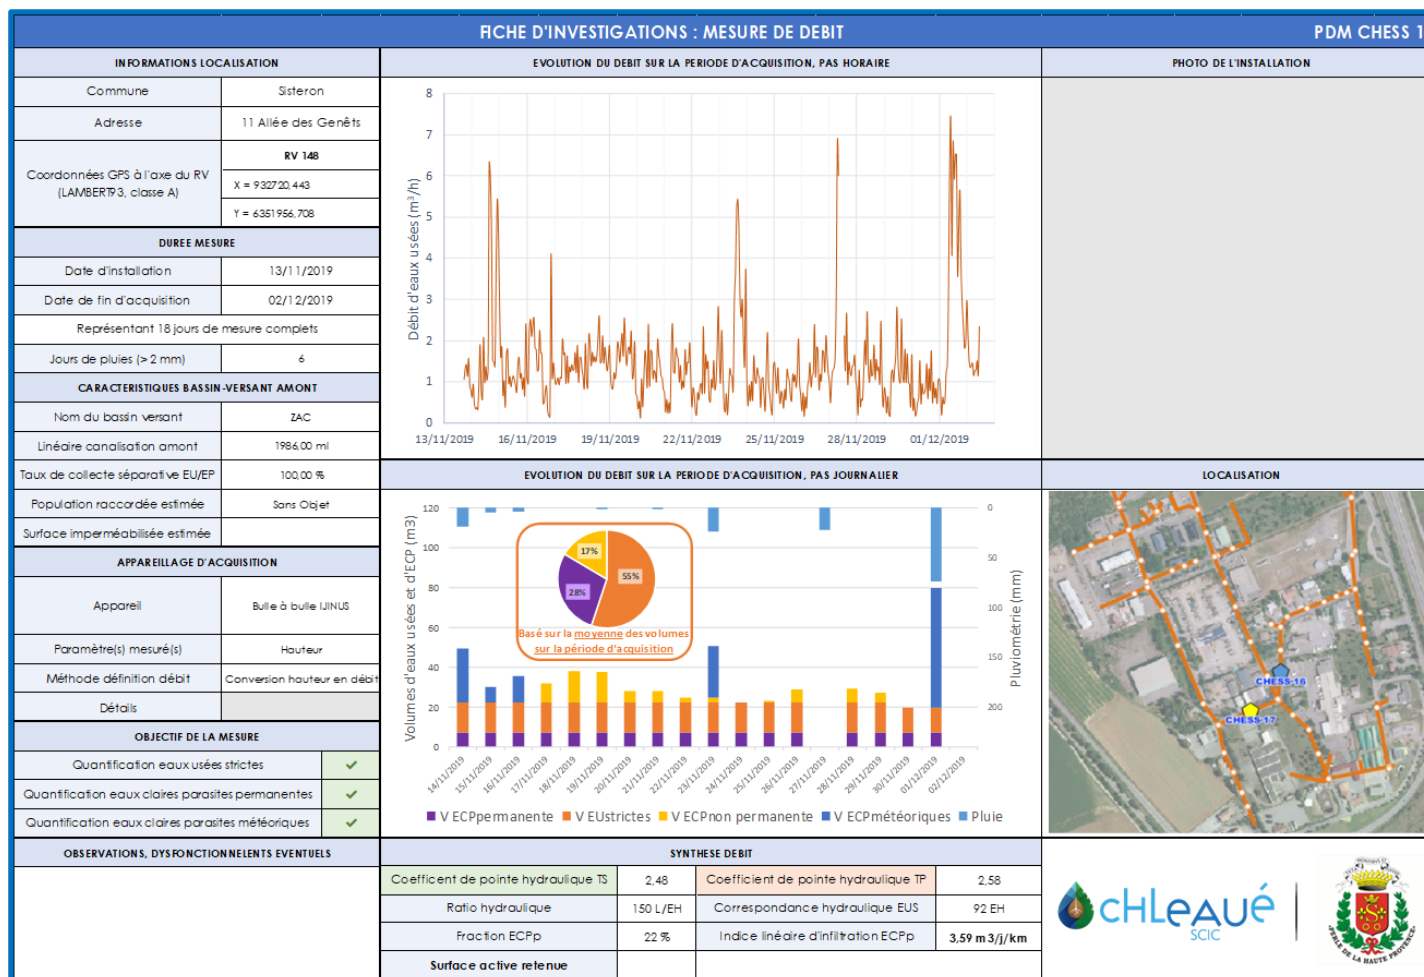 FICHE D'INVESTIGATIONS : MESURE DE DEBIT
PDM CHESS 1
INFORMATIONS LOCALISATION
Commune Sisteron
Adresse 11 Allée des Genêts
Coordonnées GPS à l'axe du RV
(LAMBERT93, classe A)
RV 148
X = 932720,443
Y = 6351956,708
DUREE MESURE
Date d'installation 13/11/2019
Date de fin d'acquisition 02/12/2019
Représentant 18 jours de mesure complets
Jours de pluies (> 2 mm) 6
CARACTERISTIQUES BASSIN-VERSANT AMONT
Nom du bassin versant ZAC
Linéaire canalisation amont 1986,00 ml
Taux de collecte séparative EU/EP 100,00 %
Population raccordée estimée Sans Objet
Surface imperméabilisée estimée
APPAREILLAGE D'ACQUISITION
Appareil Bulle à bulle IJINUS
Paramètre(s) mesuré(s) Hauteur
Méthode définition débit Conversion hauteur en débit
Détails
OBJECTIF DE LA MESURE
Quantification eaux usées strictes ✓
Quantification eaux claires parasites permanentes ✓
Quantification eaux claires parasites météoriques ✓
OBSERVATIONS, DYSFONCTIONNELENTS EVENTUELS
EVOLUTION DU DEBIT SUR LA PERIODE D'ACQUISITION, PAS HORAIRE
Débit d'eaux usées (m³/h)
8
7
6
5
4
3
2
1
0
13/11/2019 16/11/2019 19/11/2019 22/11/2019 25/11/2019 28/11/2019 01/12/2019
EVOLUTION DU DEBIT SUR LA PERIODE D'ACQUISITION, PAS JOURNALIER
Volumes d'eaux usées et d'ECP (m3)
120
100
80
60
40
20
0
17%
55%
28%
Basé sur la moyenne des volumes
sur la période d'acquisition
0
50
100
150
200
Pluviométrie (mm)
14/11/2019 15/11/2019 16/11/2019 17/11/2019 18/11/2019 19/11/2019 20/11/2019 21/11/2019 22/11/2019 23/11/2019 24/11/2019 25/11/2019 26/11/2019 27/11/2019 28/11/2019 29/11/2019 30/11/2019 01/12/2019 02/12/2019
V ECPpermanente V EUstrictes V ECPnon permanente V ECPmétéoriques Pluie
SYNTHESE DEBIT
Coefficent de pointe hydraulique TS 2,48 Coefficient de pointe hydraulique TP 2,58
Ratio hydraulique 150 L/EH Correspondance hydraulique EUS 92 EH
Fraction ECPp 22 % Indice linéaire d'infiltration ECPp 3,59 m3/j/km
Surface active retenue
PHOTO DE L'INSTALLATION
LOCALISATION
CHESS-16
CHESS-17
CHLEAUÉ
SCIC
PERLE DE LA HAUTE PROVENCE